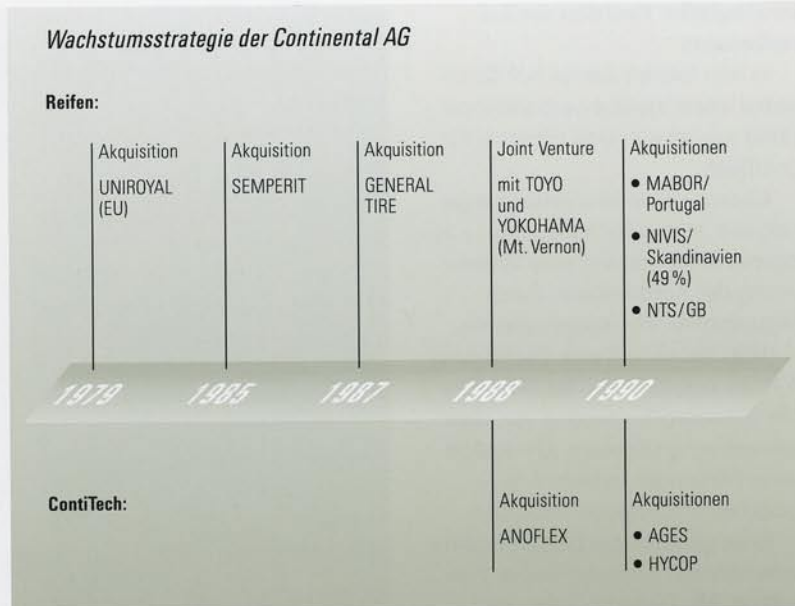 Wachstumsstrategie der Continental AG
Reifen:
Akquisition
UNIROYAL
(EU)
Akquisition
SEMPERIT
Akquisition
GENERAL
TIRE
Joint Venture
mit TOYO
und
YOKOHAMA
(Mt. Vernon)
Akquisitionen
• MABOR/
Portugal
• NIVIS/
Skandinavien
(49 %)
• NTS/GB
1979 1985 1987 1988 1990
ContiTech:
Akquisition
ANOFLEX
Akquisitionen
• AGES
• HYCOP